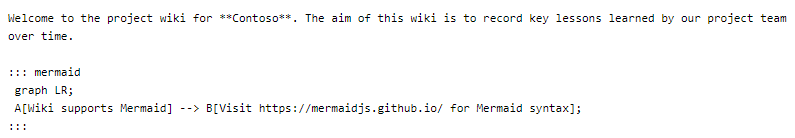 Welcome to the project wiki for **Contoso**. The aim of this wiki is to record key lessons learned by our project team
over time.

::: mermaid
 graph LR;
 A[Wiki supports Mermaid] --> B[Visit https://mermaidjs.github.io/ for Mermaid syntax];
:::